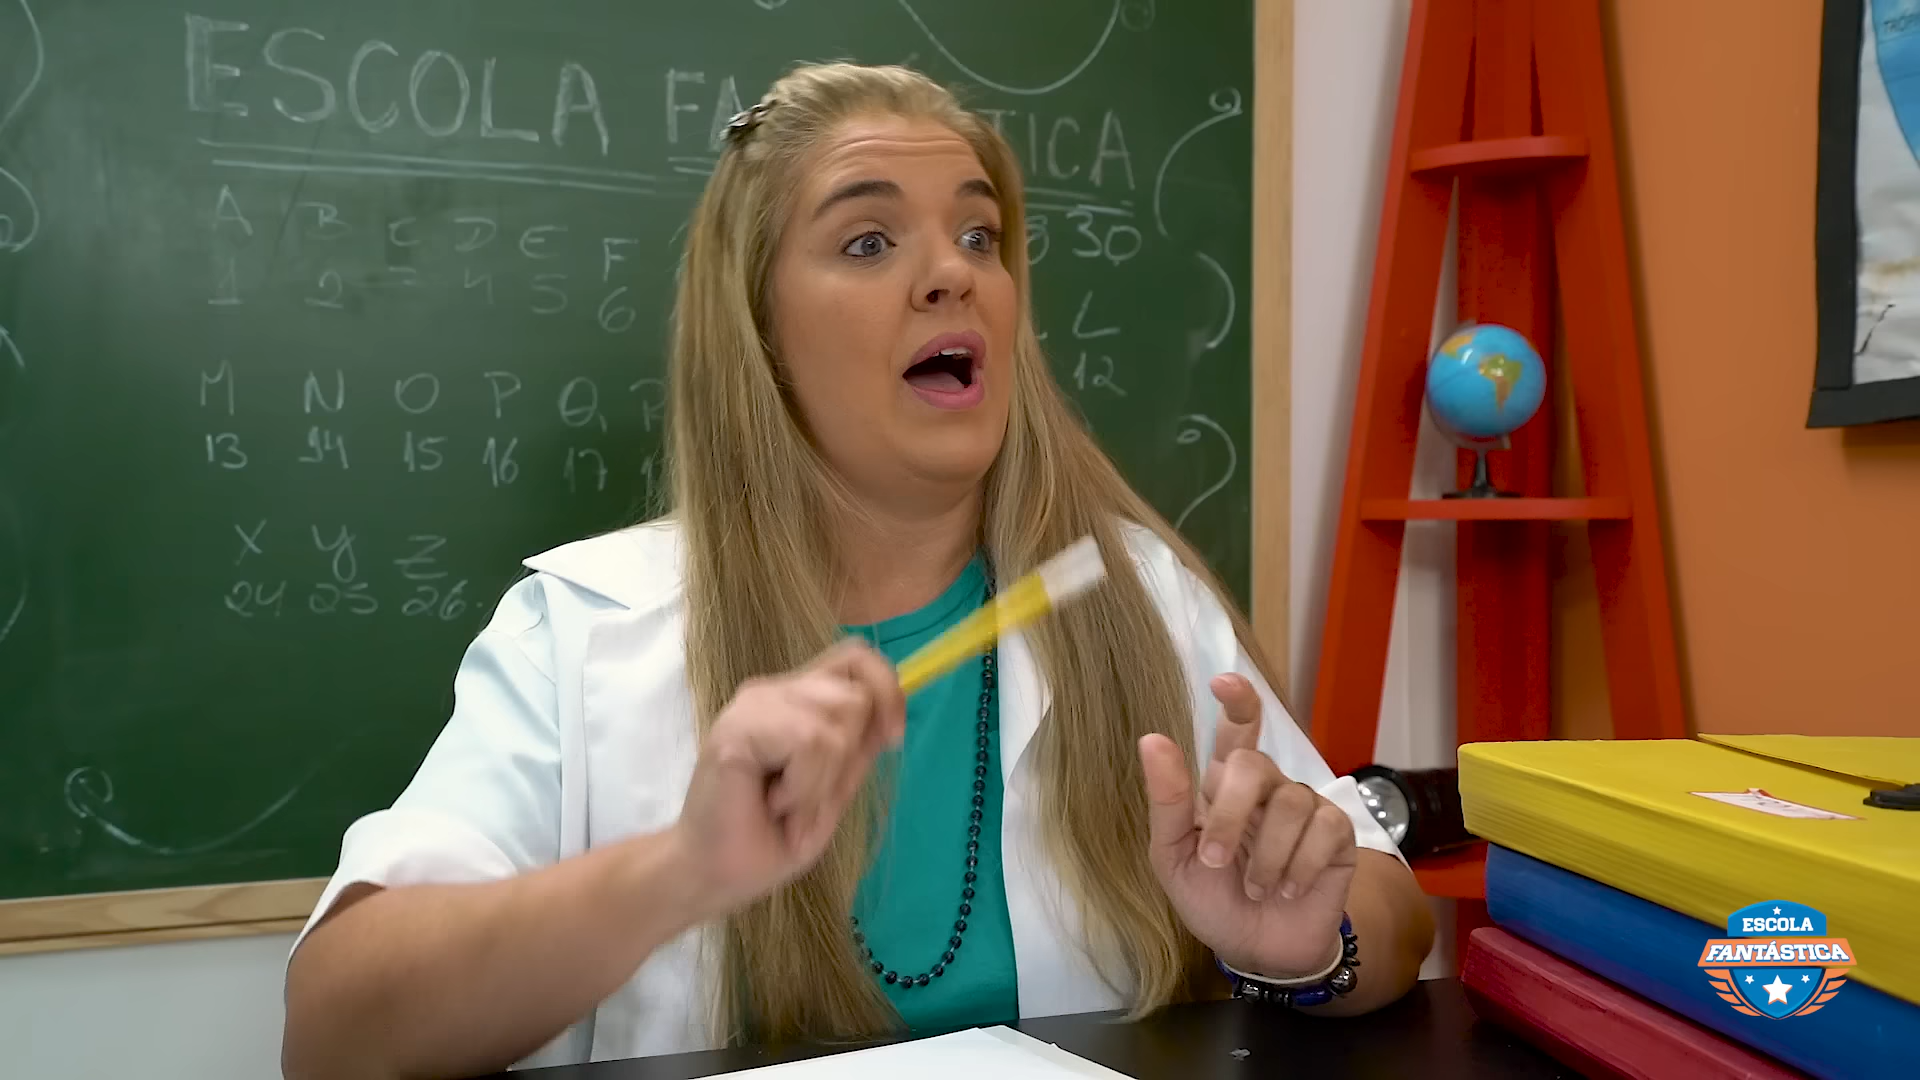 ESCOLA FA TICA
A B C D E F 30
1 2 = 4 5 6
L
12
M N O P Q R
13 14 15 16 17
X Y Z
24 25 26.
ESCOLA
FANTÁSTICA